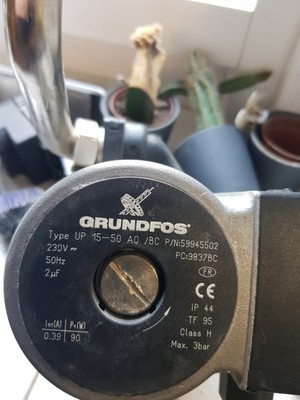 GRUNDFOS
Type UP 15-50 AO /BC P/N:59945502
230V~ PC:9837BC
50Hz
2µF
FR
CE
IP 44
TF 95
Class H
Max. 3bar
I₁/₁(A) P₁(W)
0.39 90